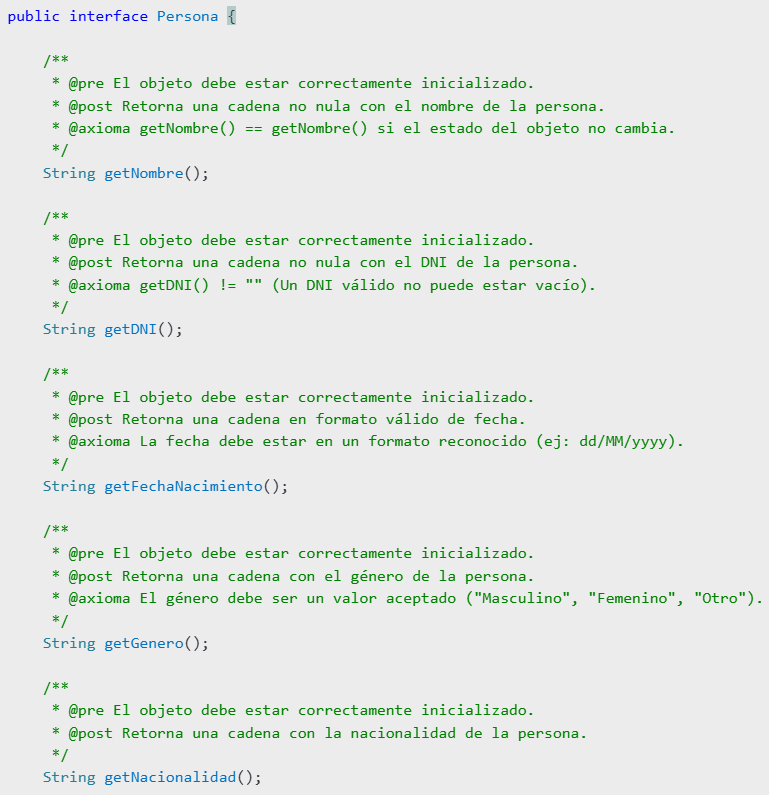 public interface Persona {
/**
* @pre El objeto debe estar correctamente inicializado.
* @post Retorna una cadena no nula con el nombre de la persona.
* @axioma getNombre() == getNombre() si el estado del objeto no cambia.
*/
String getNombre();
/**
* @pre El objeto debe estar correctamente inicializado.
* @post Retorna una cadena no nula con el DNI de la persona.
* @axioma getDNI() != "" (Un DNI válido no puede estar vacío).
*/
String getDNI();
/**
* @pre El objeto debe estar correctamente inicializado.
* @post Retorna una cadena en formato válido de fecha.
* @axioma La fecha debe estar en un formato reconocido (ej: dd/MM/yyyy).
*/
String getFechaNacimiento();
/**
* @pre El objeto debe estar correctamente inicializado.
* @post Retorna una cadena con el género de la persona.
* @axioma El género debe ser un valor aceptado ("Masculino", "Femenino", "Otro").
*/
String getGenero();
/**
* @pre El objeto debe estar correctamente inicializado.
* @post Retorna una cadena con la nacionalidad de la persona.
*/
String getNacionalidad();